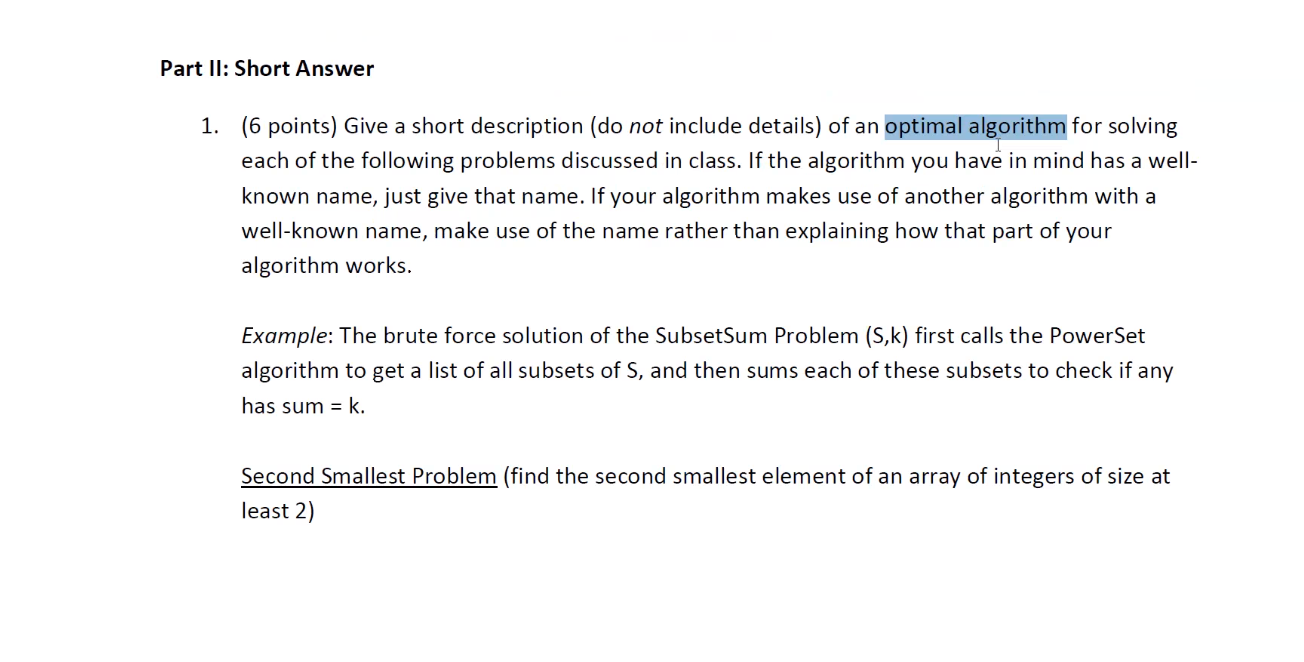 Part II: Short Answer
1. (6 points) Give a short description (do not include details) of an optimal algorithm for solving
each of the following problems discussed in class. If the algorithm you have in mind has a well-
known name, just give that name. If your algorithm makes use of another algorithm with a
well-known name, make use of the name rather than explaining how that part of your
algorithm works.
Example: The brute force solution of the SubsetSum Problem (S,k) first calls the PowerSet
algorithm to get a list of all subsets of S, and then sums each of these subsets to check if any
has sum = k.
Second Smallest Problem (find the second smallest element of an array of integers of size at
least 2)